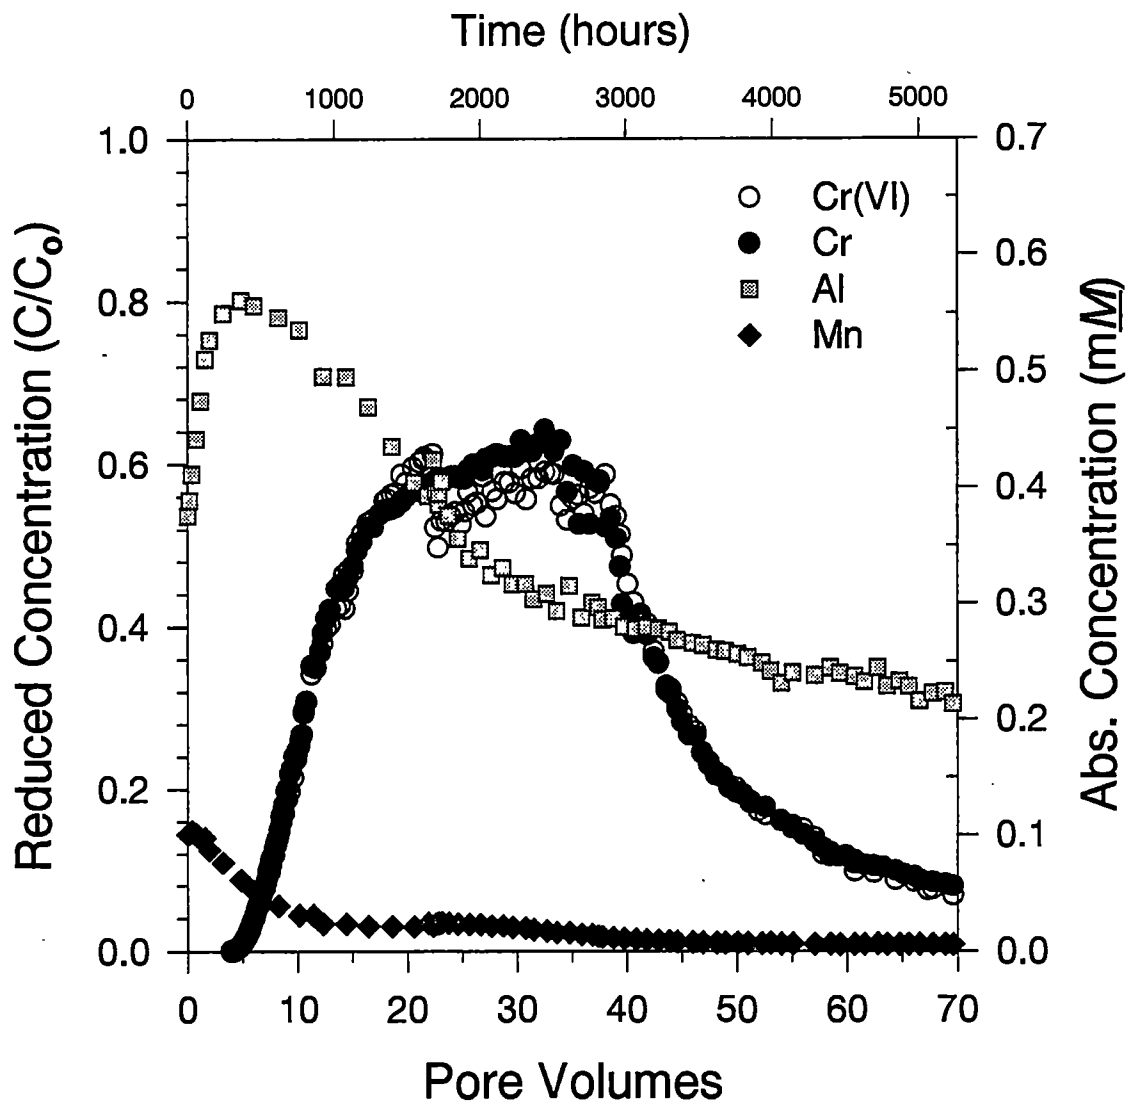 Time (hours)
0 1000 2000 3000 4000 5000
1.0
0.8
0.6
0.4
0.2
0.0
Reduced Concentration (C/C₀)
Cr(VI)
Cr
Al
Mn
0.7
0.6
0.5
0.4
0.3
0.2
0.1
0.0
Abs. Concentration (mM)
0 10 20 30 40 50 60 70
Pore Volumes